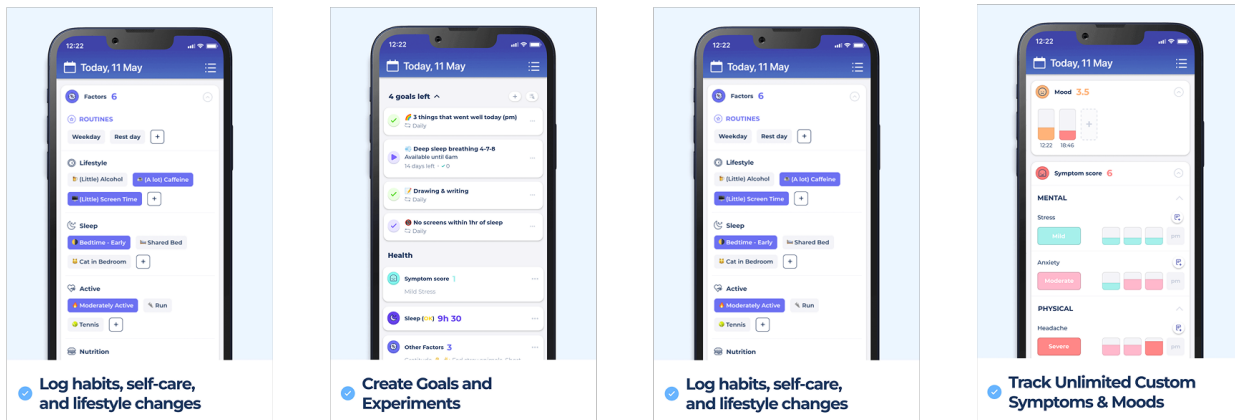 12:22
Today, 11 May
Factors 6
ROUTINES
Weekday Rest day +
Lifestyle
(Little) Alcohol (A lot) Caffeine
(Little) Screen Time +
Sleep
Bedtime - Early Shared Bed
Cat in Bedroom +
Active
Moderately Active Run
Tennis +
Nutrition
Log habits, self-care,
and lifestyle changes
12:22
Today, 11 May
4 goals left
3 things that went well today (pm)
Daily
Deep sleep breathing 4-7-8
Available until 6am
14 days left - ✓0
Drawing & writing
Daily
No screens within 1hr of sleep
Daily
Health
Symptom score 1
Mild Stress
Sleep (OK) 9h 30
Other Factors 3
Create Goals and
Experiments
12:22
Today, 11 May
Factors 6
ROUTINES
Weekday Rest day +
Lifestyle
(Little) Alcohol (A lot) Caffeine
(Little) Screen Time +
Sleep
Bedtime - Early Shared Bed
Cat in Bedroom +
Active
Moderately Active Run
Tennis +
Nutrition
Log habits, self-care,
and lifestyle changes
12:22
Today, 11 May
Mood 3.5
+
12:22 18:46
Symptom score 6
MENTAL
Stress
Mild pm
Anxiety
Moderate pm
PHYSICAL
Headache
Severe pm
Track Unlimited Custom
Symptoms & Moods